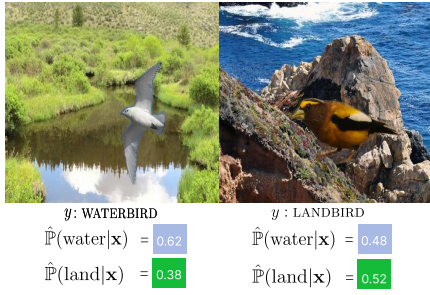 y : WATERBIRD
P̂(water|x) = 0.62
P̂(land|x) = 0.38
y : LANDBIRD
P̂(water|x) = 0.48
P̂(land|x) = 0.52